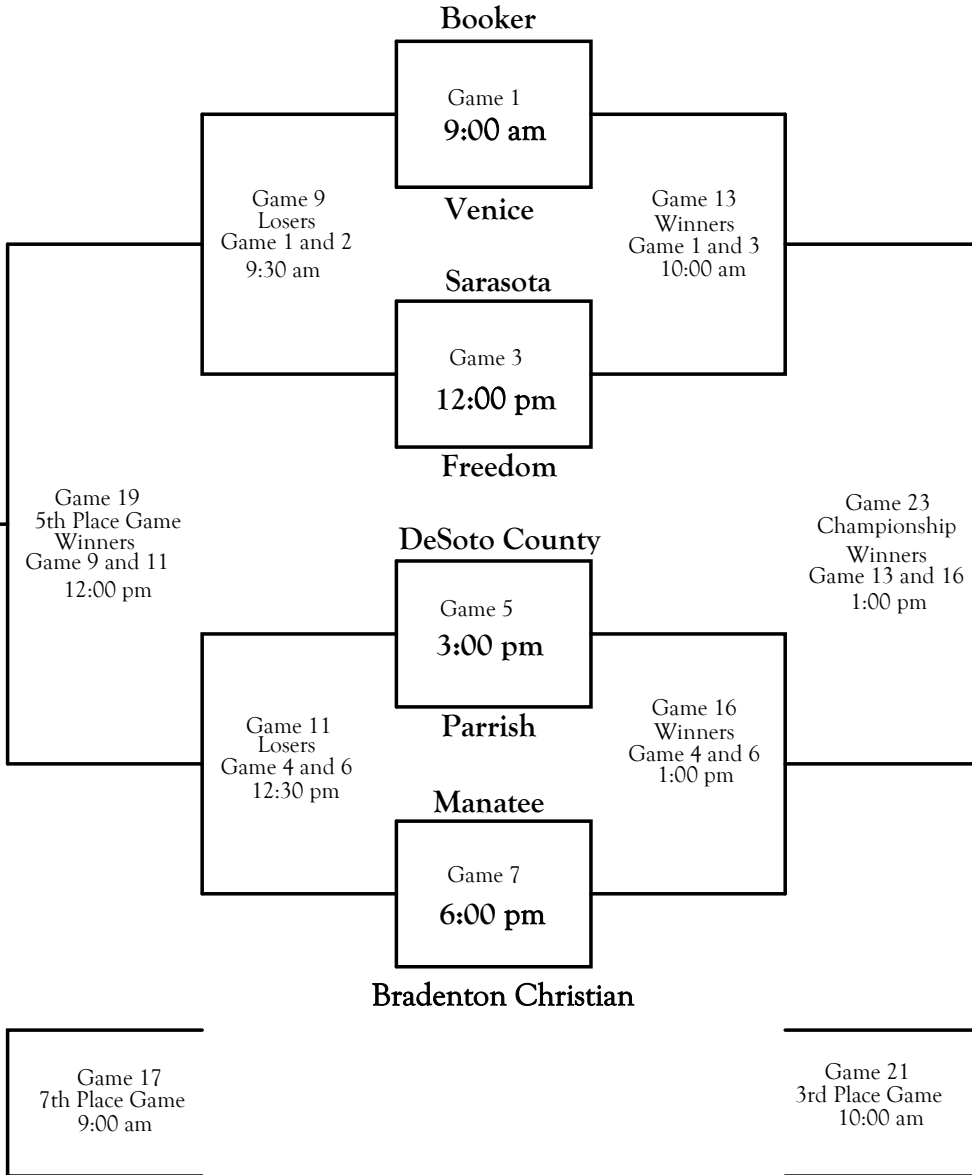 Booker
Game 1
9:00 am
Venice
Game 9
Losers
Game 1 and 2
9:30 am
Game 13
Winners
Game 1 and 3
10:00 am
Sarasota
Game 3
12:00 pm
Freedom
Game 19
5th Place Game
Winners
Game 9 and 11
12:00 pm
Game 23
Championship
Winners
Game 13 and 16
1:00 pm
DeSoto County
Game 5
3:00 pm
Parrish
Game 11
Losers
Game 4 and 6
12:30 pm
Game 16
Winners
Game 4 and 6
1:00 pm
Manatee
Game 7
6:00 pm
Bradenton Christian
Game 17
7th Place Game
9:00 am
Game 21
3rd Place Game
10:00 am